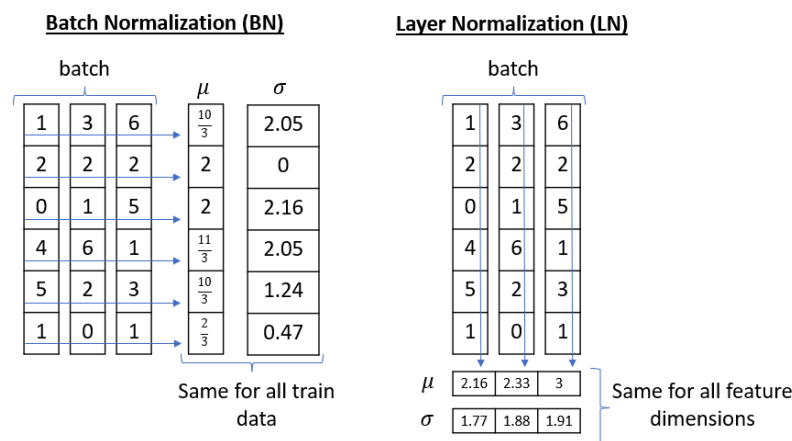 Batch Normalization (BN)
batch
μ σ
1 3 6 10/3 2.05
2 2 2 2 0
0 1 5 2 2.16
4 6 1 11/3 2.05
5 2 3 10/3 1.24
1 0 1 2/3 0.47
Same for all train
data
Layer Normalization (LN)
batch
1 3 6
2 2 2
0 1 5
4 6 1
5 2 3
1 0 1
μ 2.16 2.33 3
σ 1.77 1.88 1.91
Same for all feature
dimensions